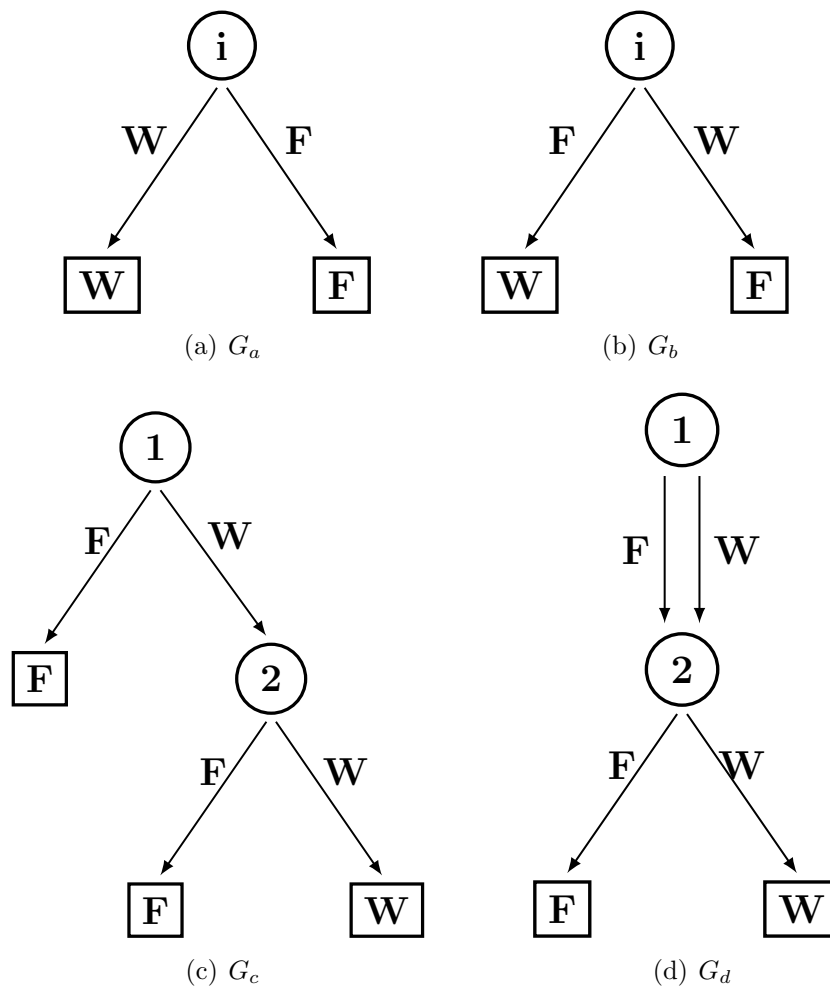 i i
W F F W
W F W F
(a) G_a (b) G_b
1
1
F W
F W
F 2
2
F W
F W
F W
F W
(c) G_c (d) G_d